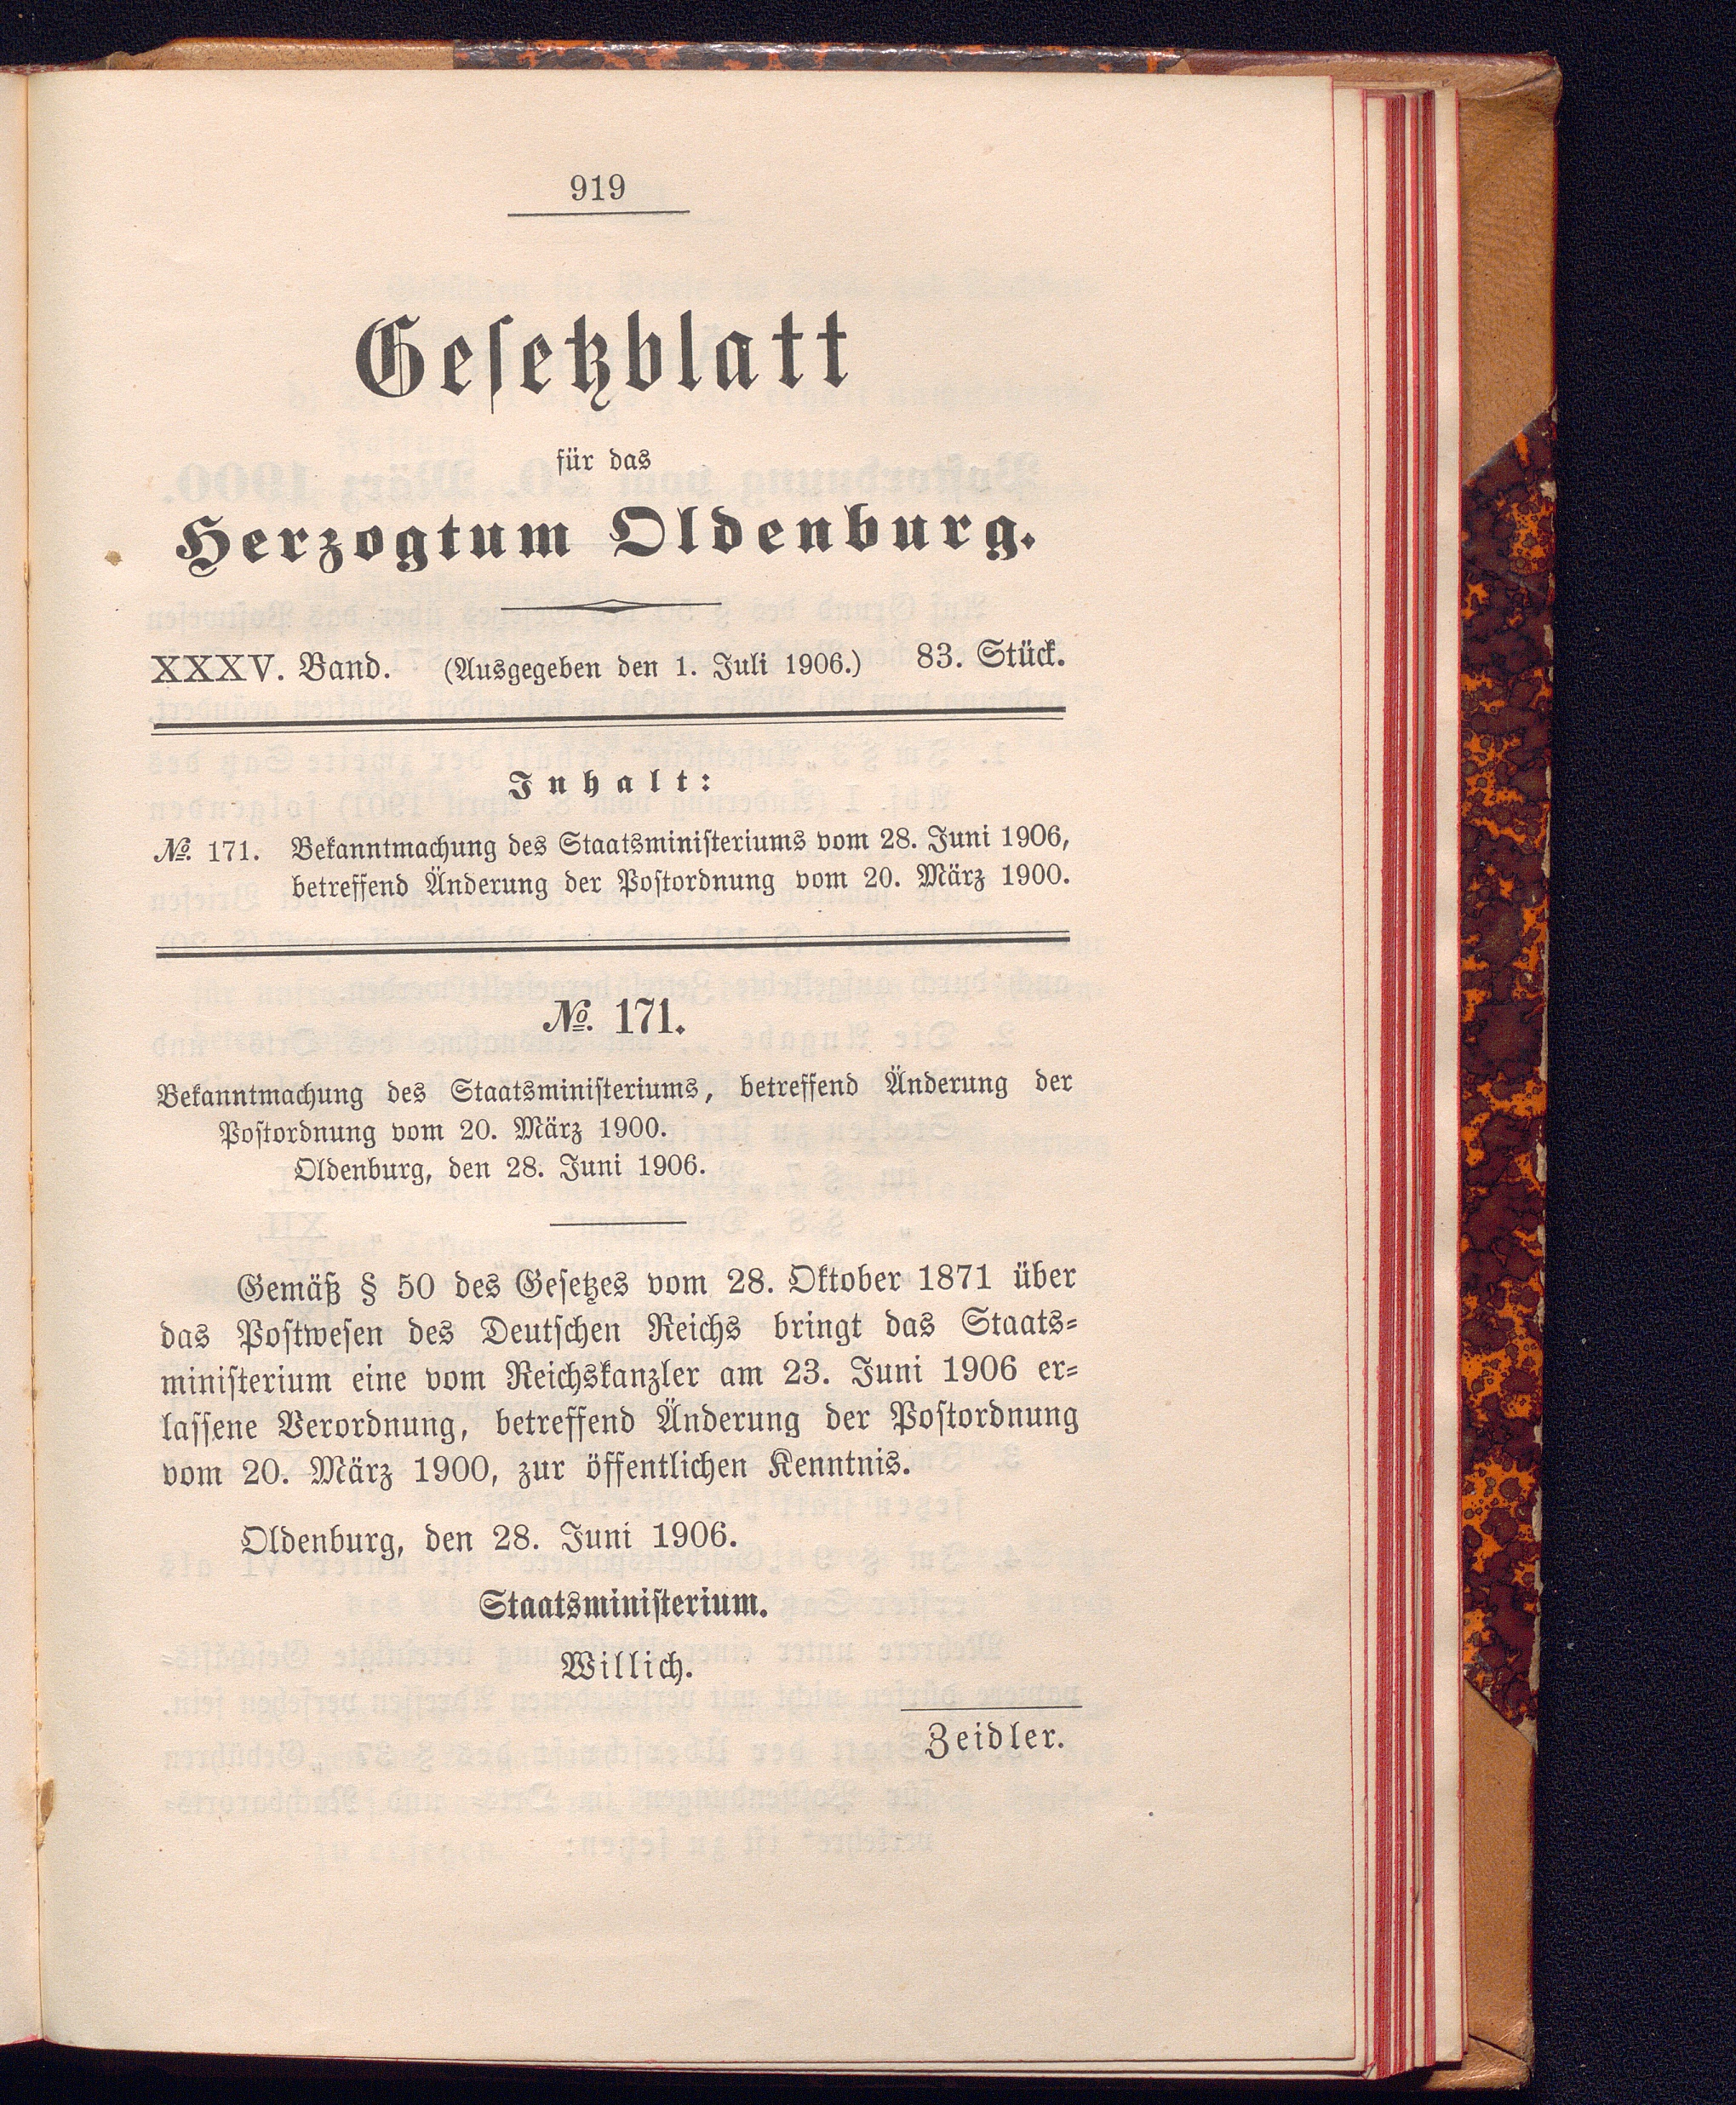 919
Gesetzblatt
für das
Herzogtum Oldenburg.
XXXV. Band. (Ausgegeben den 1. Juli 1906.) 83. Stück.
Inhalt:
№. 171. Bekanntmachung des Staatsministeriums vom 28. Juni 1906,
betreffend Änderung der Postordnung vom 20. März 1900.
№. 171.
Bekanntmachung des Staatsministeriums, betreffend Änderung der
Postordnung vom 20. März 1900.
Oldenburg, den 28. Juni 1906.
Gemäß § 50 des Gesetzes vom 28. Oktober 1871 über
das Postwesen des Deutschen Reichs bringt das Staats-
ministerium eine vom Reichskanzler am 23. Juni 1906 er-
lassene Verordnung, betreffend Änderung der Postordnung
vom 20. März 1900, zur öffentlichen Kenntnis.
Oldenburg, den 28. Juni 1906.
Staatsministerium.
Willich.
Zeidler.